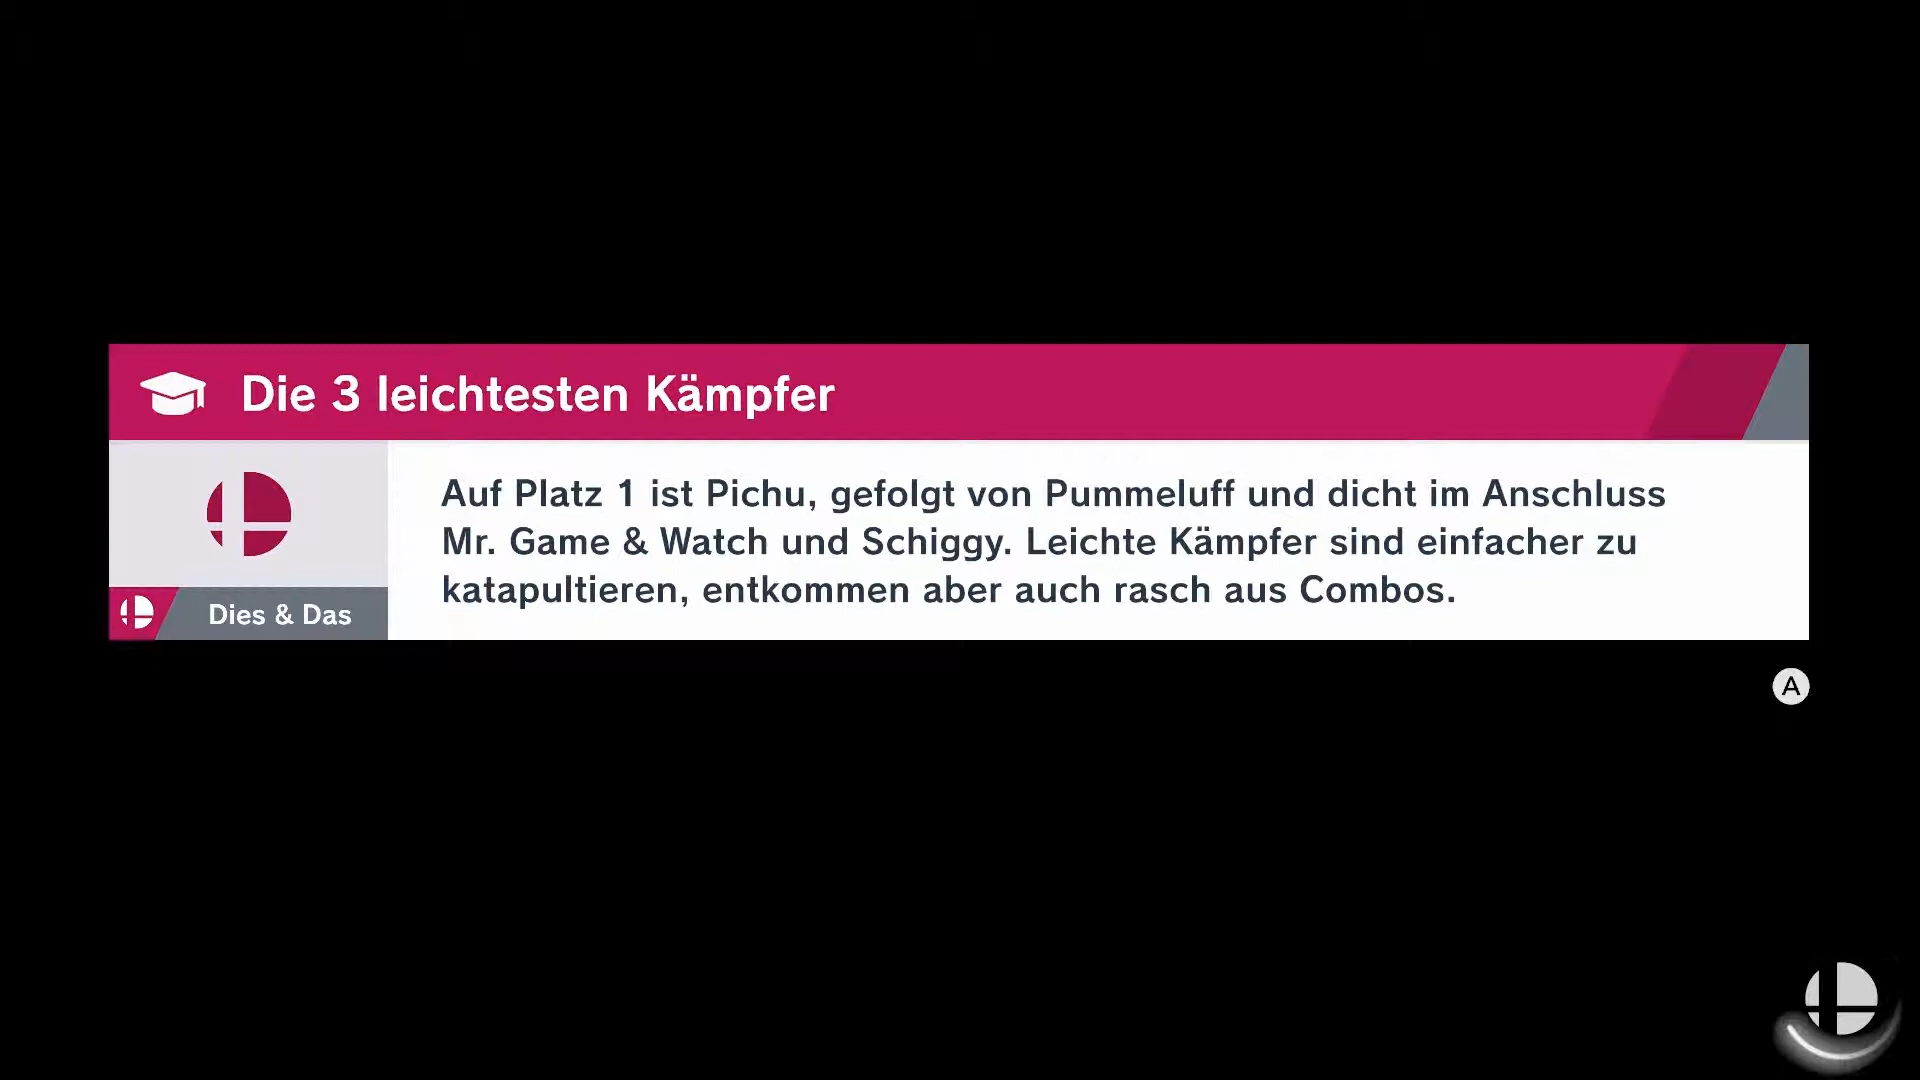 Die 3 leichtesten Kämpfer
Auf Platz 1 ist Pichu, gefolgt von Pummeluff und dicht im Anschluss
Mr. Game & Watch und Schiggy. Leichte Kämpfer sind einfacher zu
katapultieren, entkommen aber auch rasch aus Combos.
Dies & Das
A